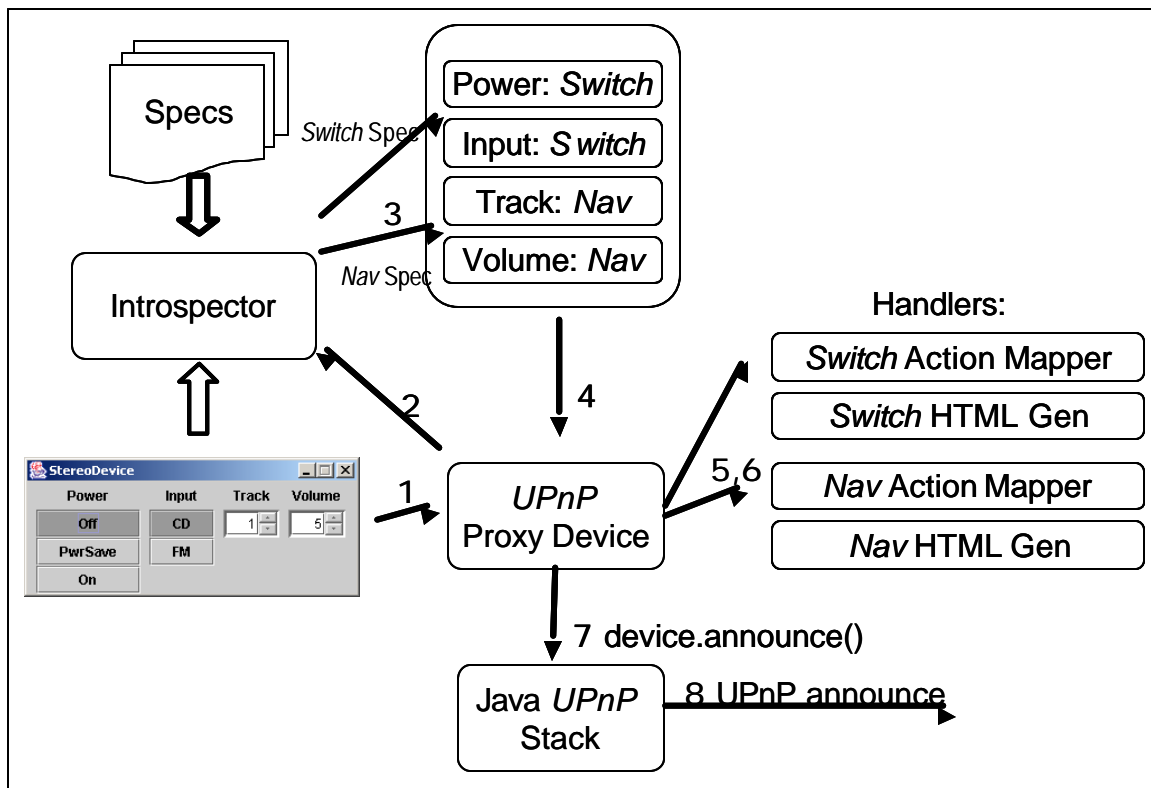 Specs
Switch Spec
3
Nav Spec
Introspector
Power: Switch
Input: Switch
Track: Nav
Volume: Nav
2
4
Handlers:
Switch Action Mapper
Switch HTML Gen
5,6
Nav Action Mapper
Nav HTML Gen
StereoDevice
Power Input Track Volume
Off CD 1 5
PwrSave FM
On
1
UPnP
Proxy Device
7 device.announce()
Java UPnP
Stack
8 UPnP announce